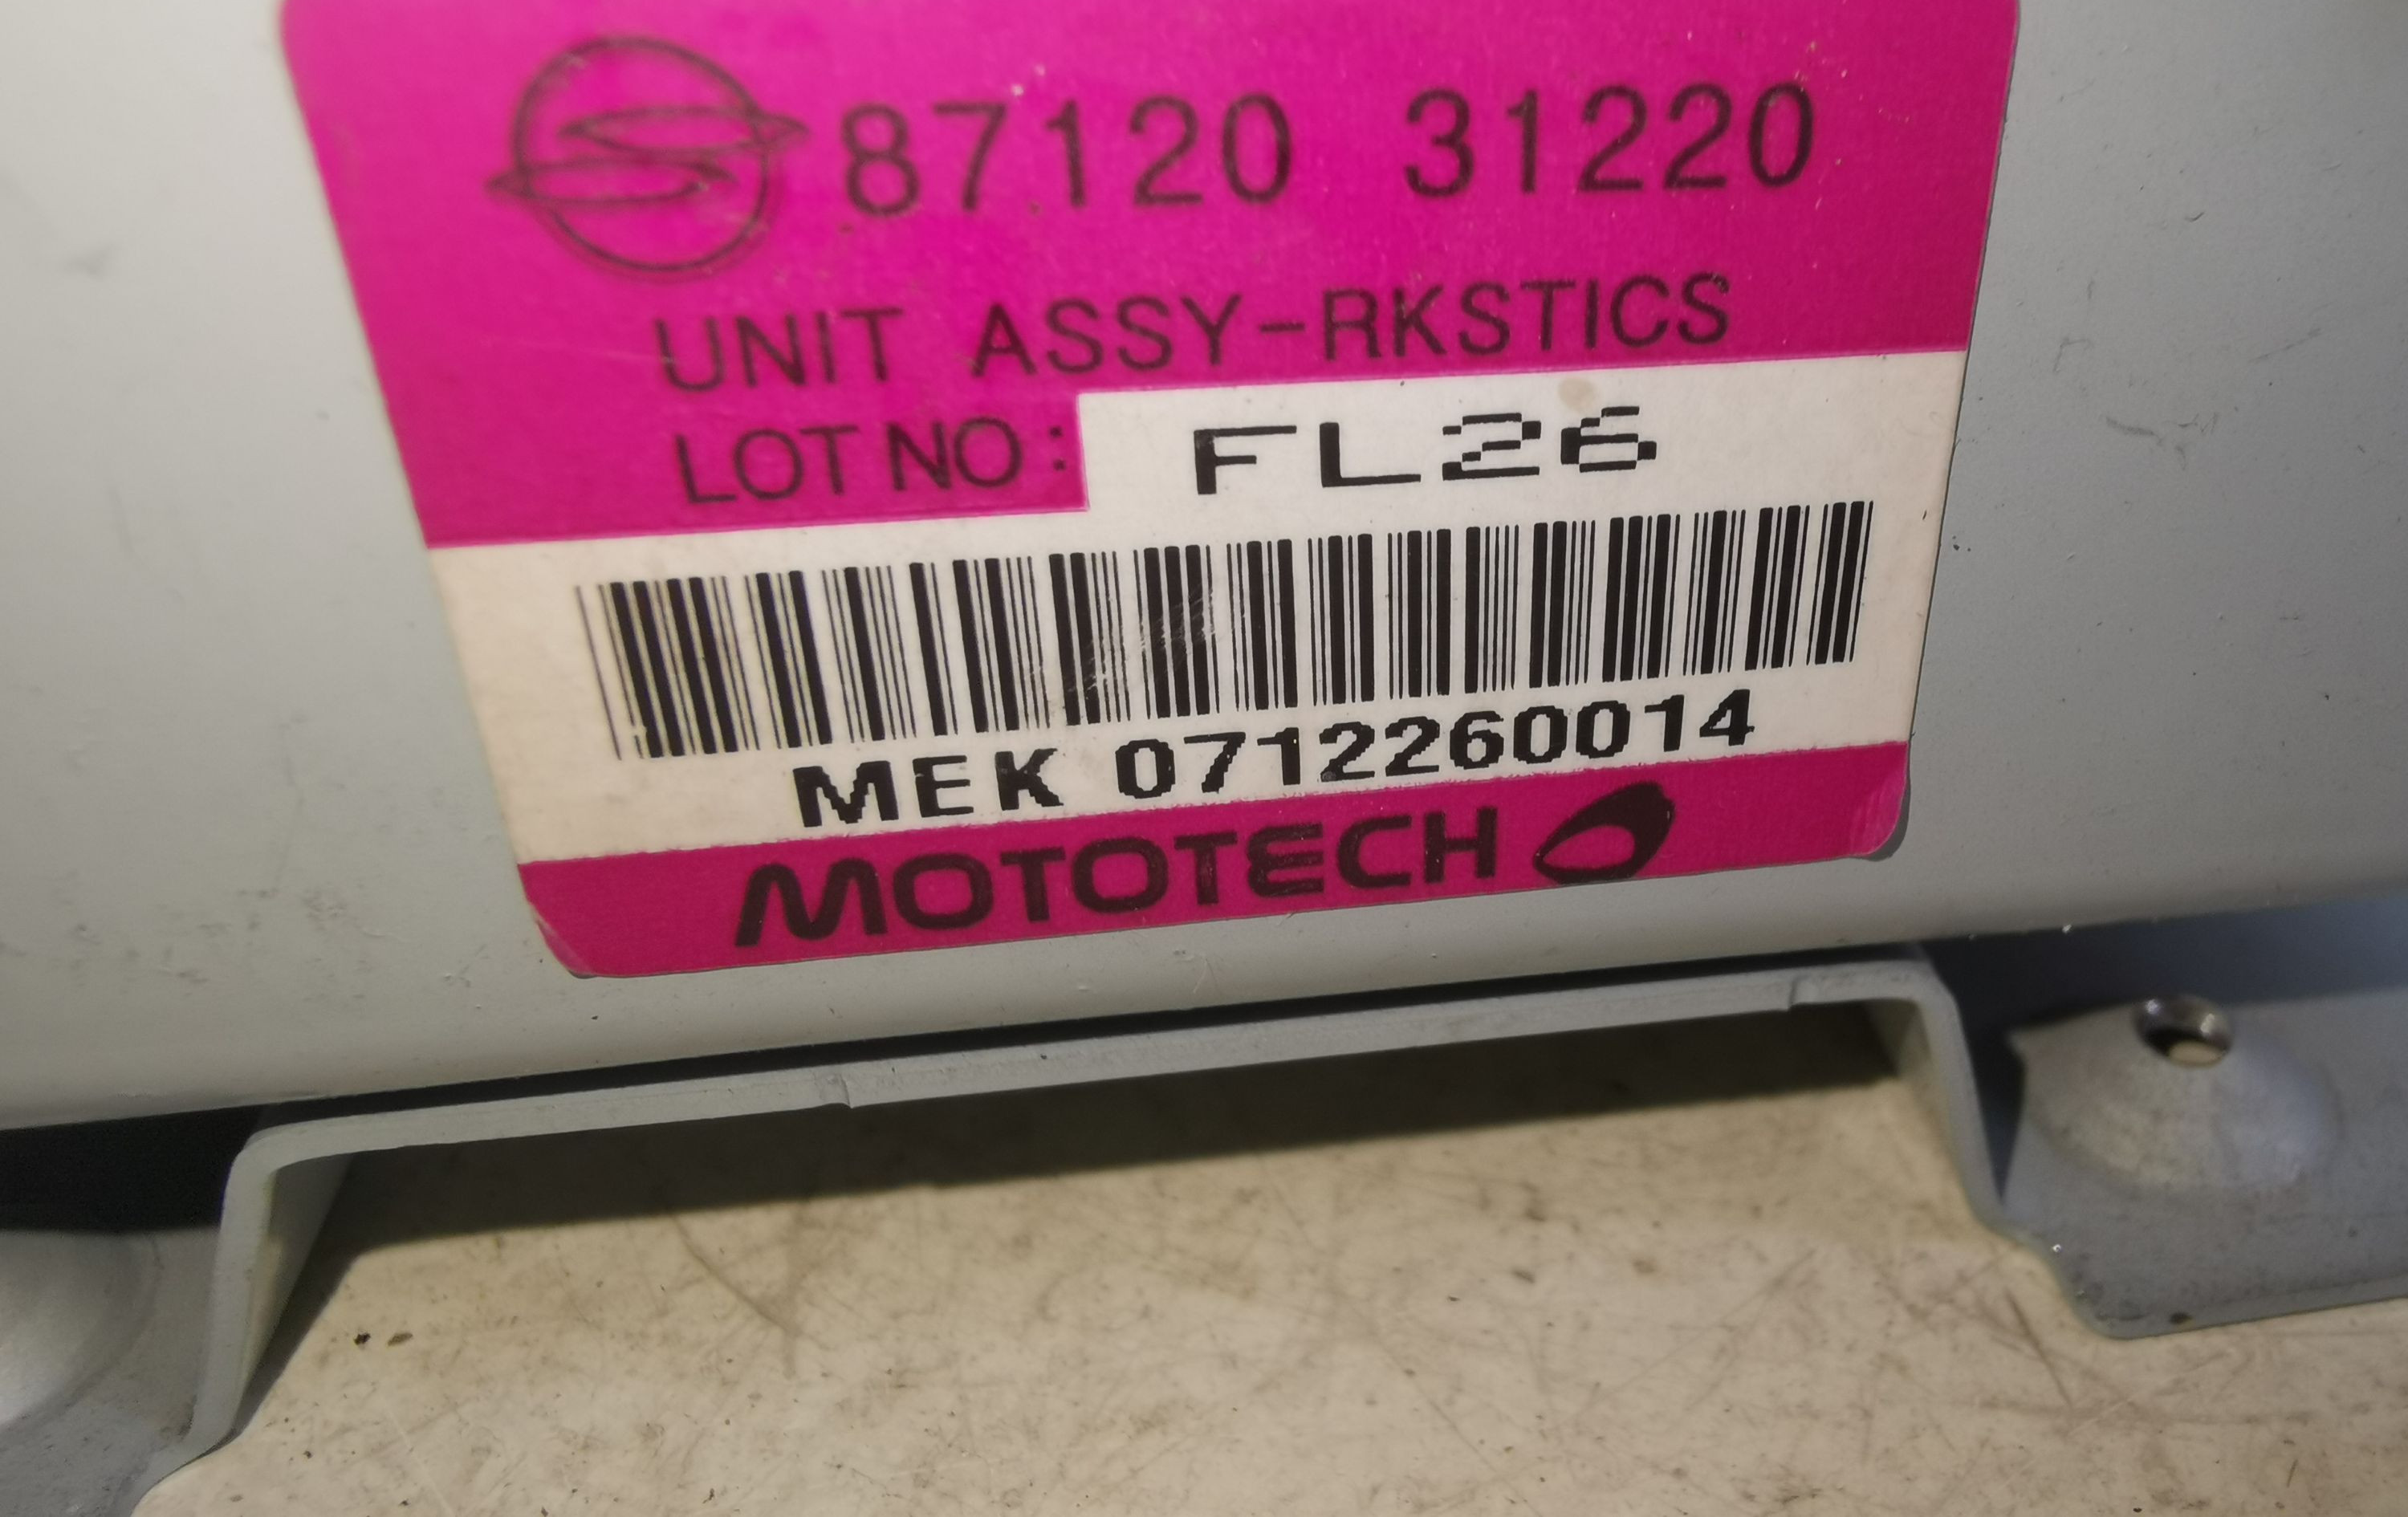 87120 31220
UNIT ASSY-RKSTICS
LOT NO: FL26
MEK 0712260014
MOTOTECH